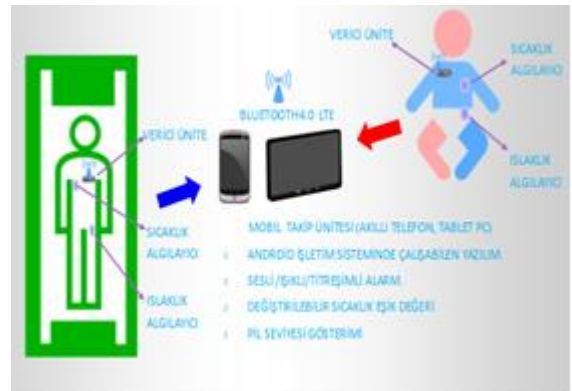 VERİCİ ÜNİTE
SICAKLIK
ALGILAYICI
BLUETOOTH 4.0 LTE
VERİCİ ÜNİTE
ISLAKLIK
ALGILAYICI
SICAKLIK
ALGILAYICI
ISLAKLIK
ALGILAYICI
MOBİL TAKİP ÜNİTESİ (AKILLI TELEFON, TABLET PC)
ANDROİD İŞLETİM SİSTEMİNDE ÇALIŞABİLEN YAZILIM.
SESLİ /IŞIKLI/TİTREŞİMLİ ALARM.
DEĞİŞTİRİLEBİLİR SICAKLIK EŞİK DEĞERİ.
PİL SEVİYESİ GÖSTERİMİ